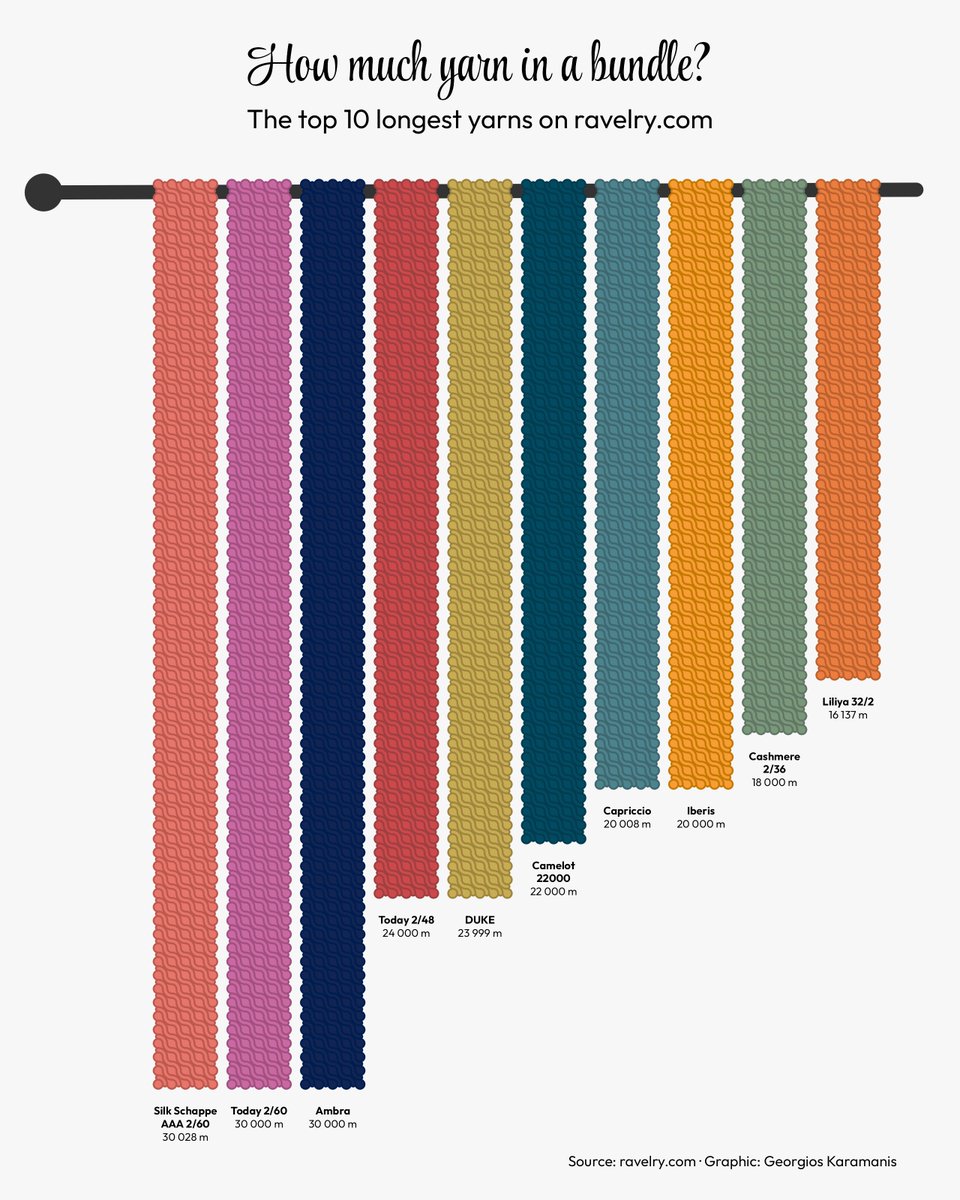 How much yarn in a bundle?
The top 10 longest yarns on ravelry.com
Silk Schappe
AAA 2/60
30 028 m
Today 2/60
30 000 m
Ambra
30 000 m
Today 2/48
24 000 m
DUKE
23 999 m
Camelot
22000
22 000 m
Capriccio
20 008 m
Iberis
20 000 m
Cashmere
2/36
18 000 m
Liliya 32/2
16 137 m
Source: ravelry.com · Graphic: Georgios Karamanis